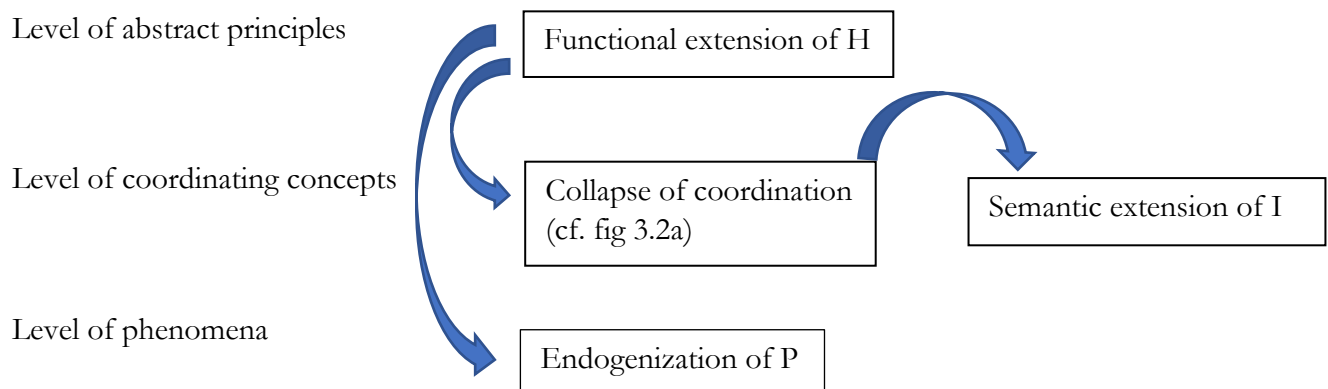 Level of abstract principles
Functional extension of H
Level of coordinating concepts
Collapse of coordination
(cf. fig 3.2a)
Semantic extension of I
Level of phenomena
Endogenization of P